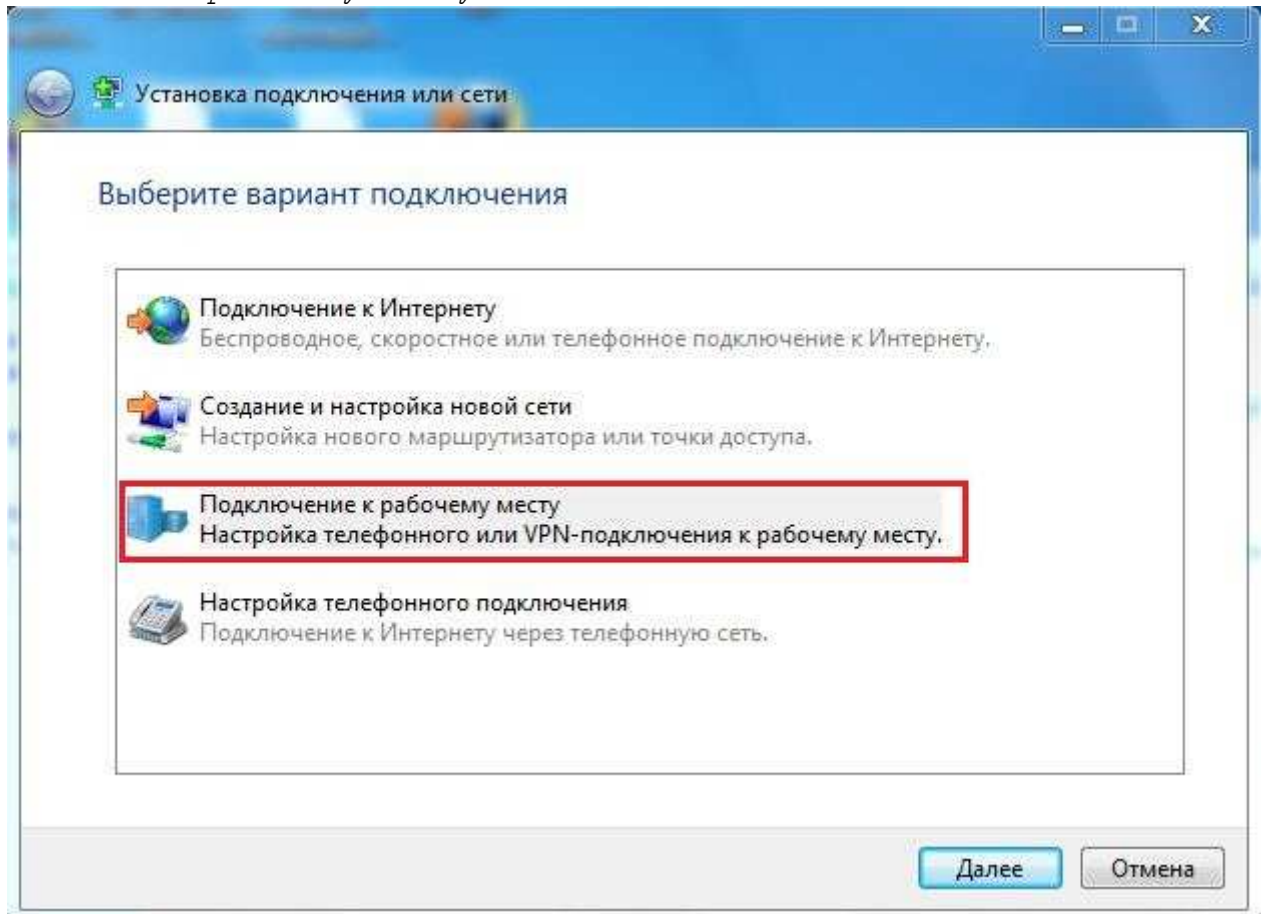 Установка подключения или сети
Выберите вариант подключения
Подключение к Интернету
Беспроводное, скоростное или телефонное подключение к Интернету.
Создание и настройка новой сети
Настройка нового маршрутизатора или точки доступа.
Подключение к рабочему месту
Настройка телефонного или VPN-подключения к рабочему месту.
Настройка телефонного подключения
Подключение к Интернету через телефонную сеть.
Далее
Отмена